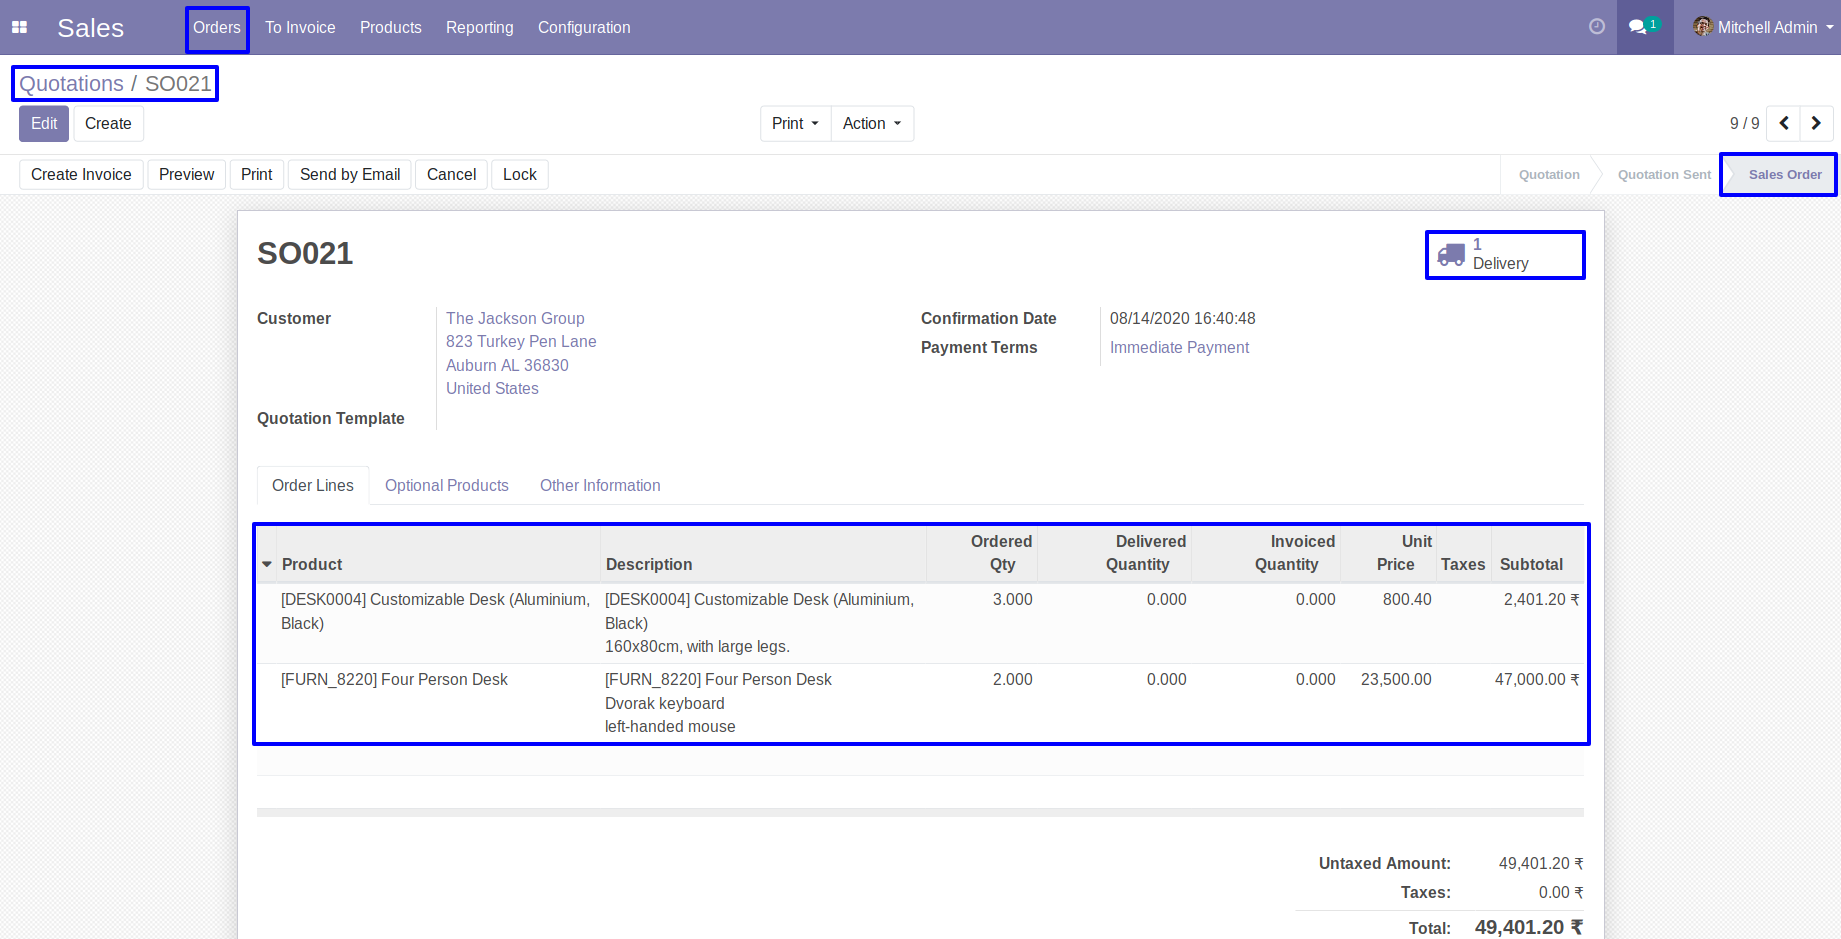 Sales Orders To Invoice Products Reporting Configuration 1 Mitchell Admin
Quotations / SO021
Edit Create Print Action 9 / 9
Create Invoice Preview Print Send by Email Cancel Lock Quotation Quotation Sent Sales Order
SO021
1
Delivery
Customer
The Jackson Group
823 Turkey Pen Lane
Auburn AL 36830
United States
Quotation Template
Confirmation Date 08/14/2020 16:40:48
Payment Terms Immediate Payment
Order Lines Optional Products Other Information
Product Description Ordered Qty Delivered Quantity Invoiced Quantity Unit Price Taxes Subtotal
[DESK0004] Customizable Desk (Aluminium, [DESK0004] Customizable Desk (Aluminium, 3.000 0.000 0.000 800.40 2,401.20 ₹
Black) Black)
160x80cm, with large legs.
[FURN_8220] Four Person Desk [FURN_8220] Four Person Desk 2.000 0.000 0.000 23,500.00 47,000.00 ₹
Dvorak keyboard
left-handed mouse
Untaxed Amount: 49,401.20 ₹
Taxes: 0.00 ₹
Total: 49,401.20 ₹